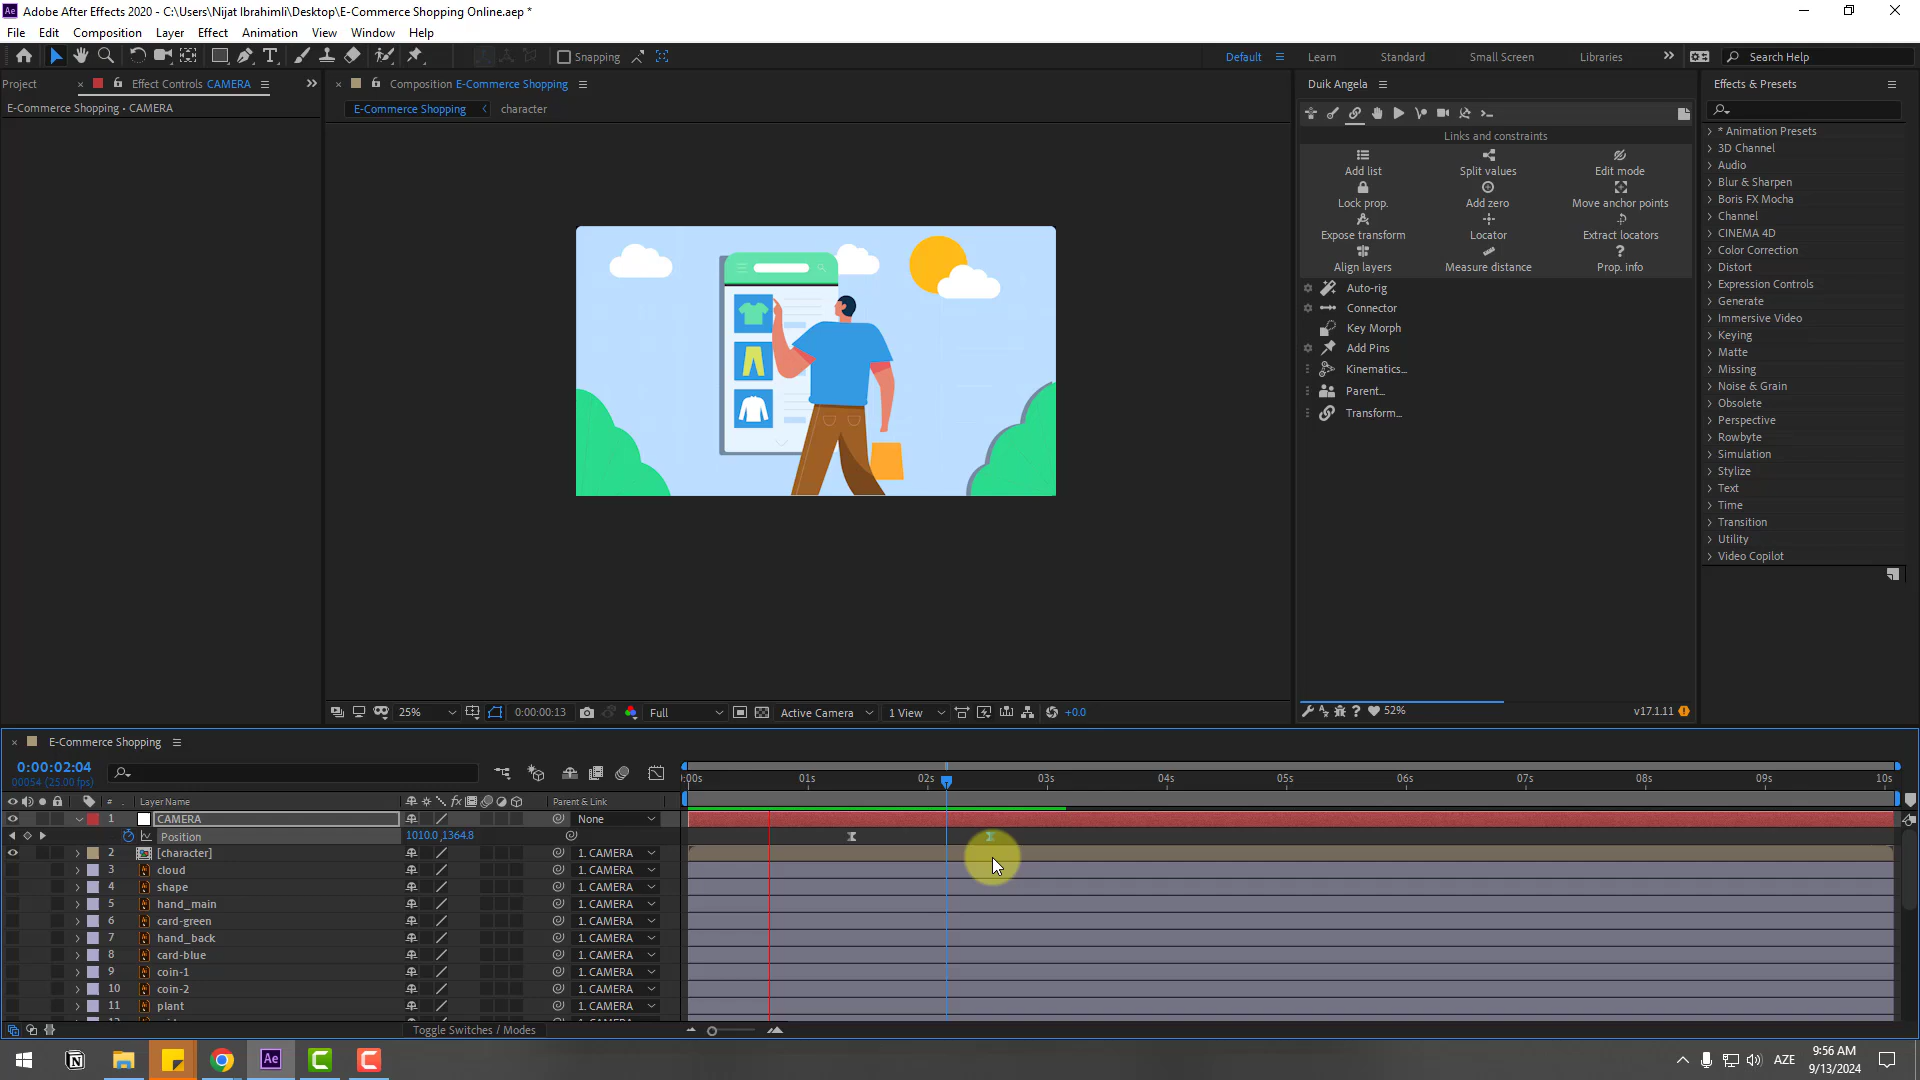 Adobe After Effects 2020 - C:\Users\Nijat Ibrahimli\Desktop\E-Commerce Shopping Online.aep *
File Edit Composition Layer Effect Animation View Window Help
Snapping
Default Learn Standard Small Screen Libraries Search Help
Project Effect Controls CAMERA
E-Commerce Shopping • CAMERA
Composition E-Commerce Shopping
E-Commerce Shopping character
Duik Angela
Links and constraints
Add list Split values Edit mode
Lock prop. Add zero Move anchor points
Expose transform Locator Extract locators
Align layers Measure distance Prop. info
Auto-rig
Connector
Key Morph
Add Pins
Kinematics...
Parent...
Transform...
52% v17.1.11
Effects & Presets
* Animation Presets
3D Channel
Audio
Blur & Sharpen
Boris FX Mocha
Channel
CINEMA 4D
Color Correction
Distort
Expression Controls
Generate
Immersive Video
Keying
Matte
Missing
Noise & Grain
Obsolete
Perspective
Rowbyte
Simulation
Stylize
Text
Time
Transition
Utility
Video Copilot
25% 0:00:00:13 Full Active Camera 1 View +0.0
E-Commerce Shopping
0:00:02:04
00054 (25.00 fps)
:00s 01s 02s 03s 04s 05s 06s 07s 08s 09s 10s
# Layer Name Parent & Link
1 CAMERA None
Position 1010.0,1364.8
2 [character] 1. CAMERA
3 cloud 1. CAMERA
4 shape 1. CAMERA
5 hand_main 1. CAMERA
6 card-green 1. CAMERA
7 hand_back 1. CAMERA
8 card-blue 1. CAMERA
9 coin-1 1. CAMERA
10 coin-2 1. CAMERA
11 plant 1. CAMERA
Toggle Switches / Modes
AZE
9:56 AM
9/13/2024